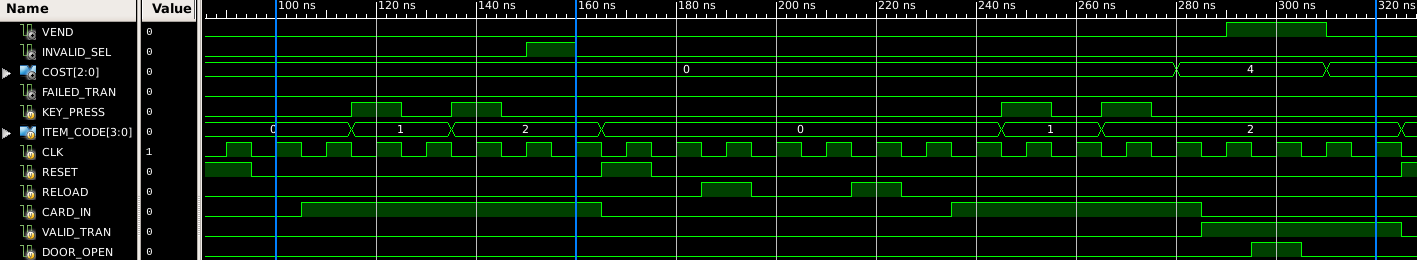 Name Value 100 ns 120 ns 140 ns 160 ns 180 ns 200 ns 220 ns 240 ns 260 ns 280 ns 300 ns 320 ns
VEND 0
INVALID_SEL 0
COST[2:0] 0 0 4
FAILED_TRAN 0
KEY_PRESS 0
ITEM_CODE[3:0] 0 0 1 2 0 1 2
CLK 1
RESET 0
RELOAD 0
CARD_IN 0
VALID_TRAN 0
DOOR_OPEN 0